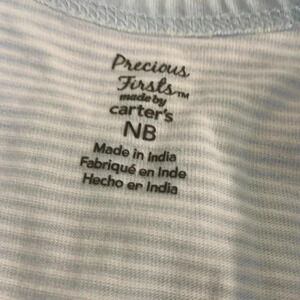 Precious
Firsts™
made by
carter's
NB
Made in India
Fabriqué en Inde
Hecho en India